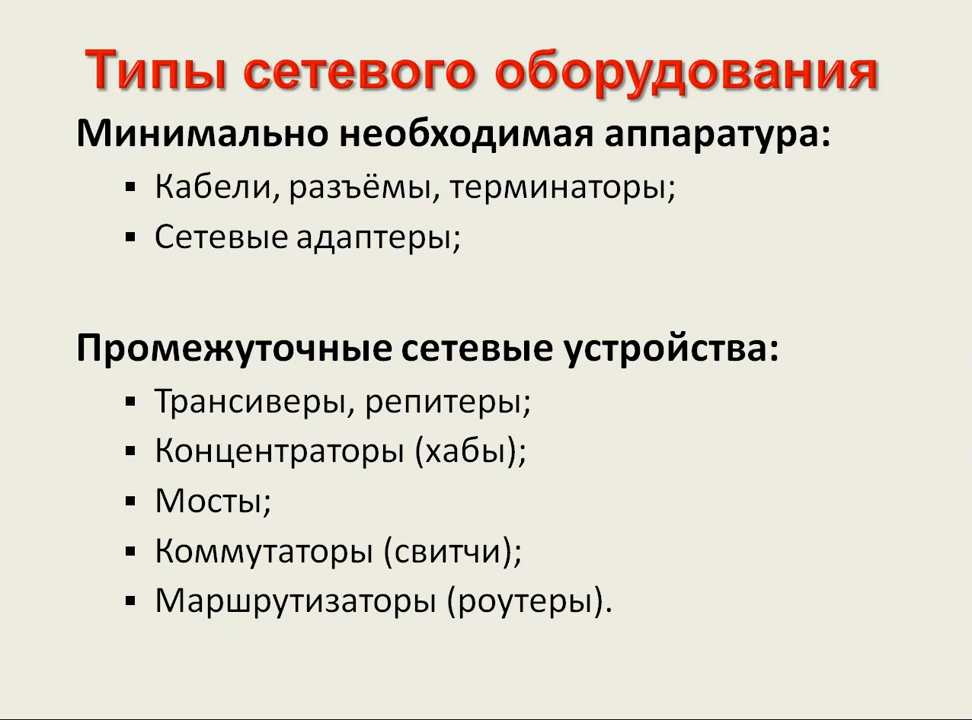 Типы сетевого оборудования
Минимально необходимая аппаратура:
▪ Кабели, разъёмы, терминаторы;
▪ Сетевые адаптеры;
Промежуточные сетевые устройства:
▪ Трансиверы, репитеры;
▪ Концентраторы (хабы);
▪ Мосты;
▪ Коммутаторы (свитчи);
▪ Маршрутизаторы (роутеры).